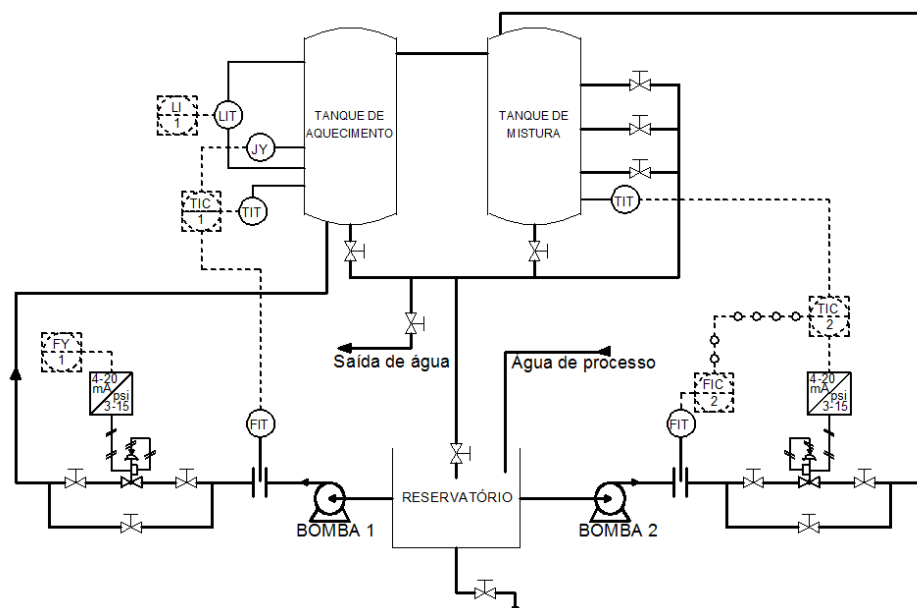 TANQUE DE
AQUECIMENTO
TANQUE DE
MISTURA
LI
1
LIT
JY
TIC
1
TIT
TIT
TIC
2
FY
1
Saída de água
Água de processo
4-20
mA
psi
3-15
FIC
2
4-20
mA
psi
3-15
FIT
FIT
RESERVATÓRIO
BOMBA 1
BOMBA 2